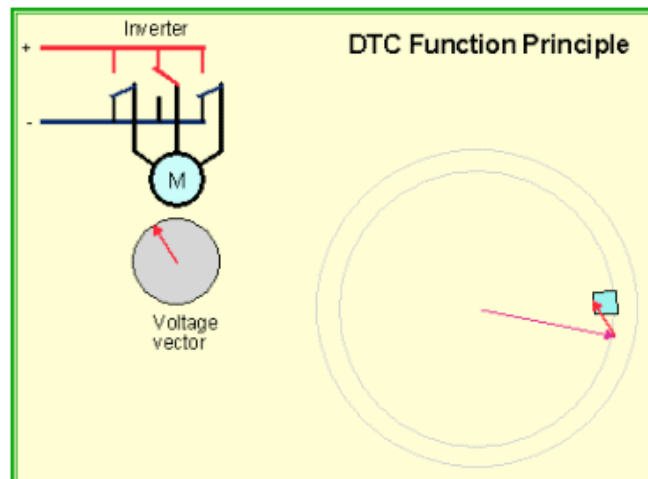 Inverter
DTC Function Principle
+
-
M
Voltage
vector